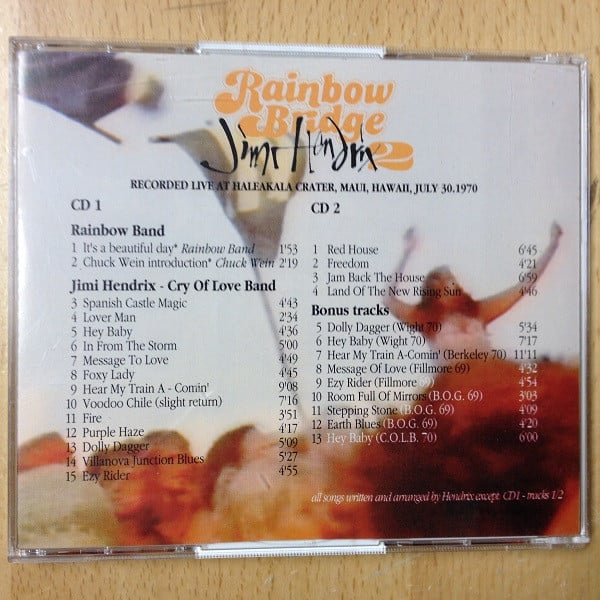 Rainbow
Bridge 2
Jimi Hendrix
RECORDED LIVE AT HALEAKALA CRATER, MAUI, HAWAII, JULY 30.1970
CD 1
Rainbow Band
1 It's a beautiful day* Rainbow Band 1'53
2 Chuck Wein introduction* Chuck Wein 2'19
Jimi Hendrix - Cry Of Love Band
3 Spanish Castle Magic 4'43
4 Lover Man 2'34
5 Hey Baby 4'36
6 In From The Storm 5'00
7 Message To Love 4'49
8 Foxy Lady 4'45
9 Hear My Train A - Comin' 9'08
10 Voodoo Chile (slight return) 7'16
11 Fire 3'51
12 Purple Haze 4'17
13 Dolly Dagger 5'09
14 Villanova Junction Blues 5'27
15 Ezy Rider 4'55
CD 2
1 Red House 6'45
2 Freedom 4'21
3 Jam Back The House 6'59
4 Land Of The New Rising Sun 4'46
Bonus tracks
5 Dolly Dagger (Wight 70) 5'34
6 Hey Baby (Wight 70) 7'17
7 Hear My Train A-Comin' (Berkeley 70) 11'11
8 Message Of Love (Fillmore 69) 4'32
9 Ezy Rider (Fillmore 69) 4'54
10 Room Full Of Mirrors (B.O.G. 69) 3'03
11 Stepping Stone (B.O.G. 69) 4'09
12 Earth Blues (B.O.G. 69) 4'20
13 Hey Baby (C.O.L.B. 70) 6'00
all songs written and arranged by Hendrix except CD1 - tracks 1/2